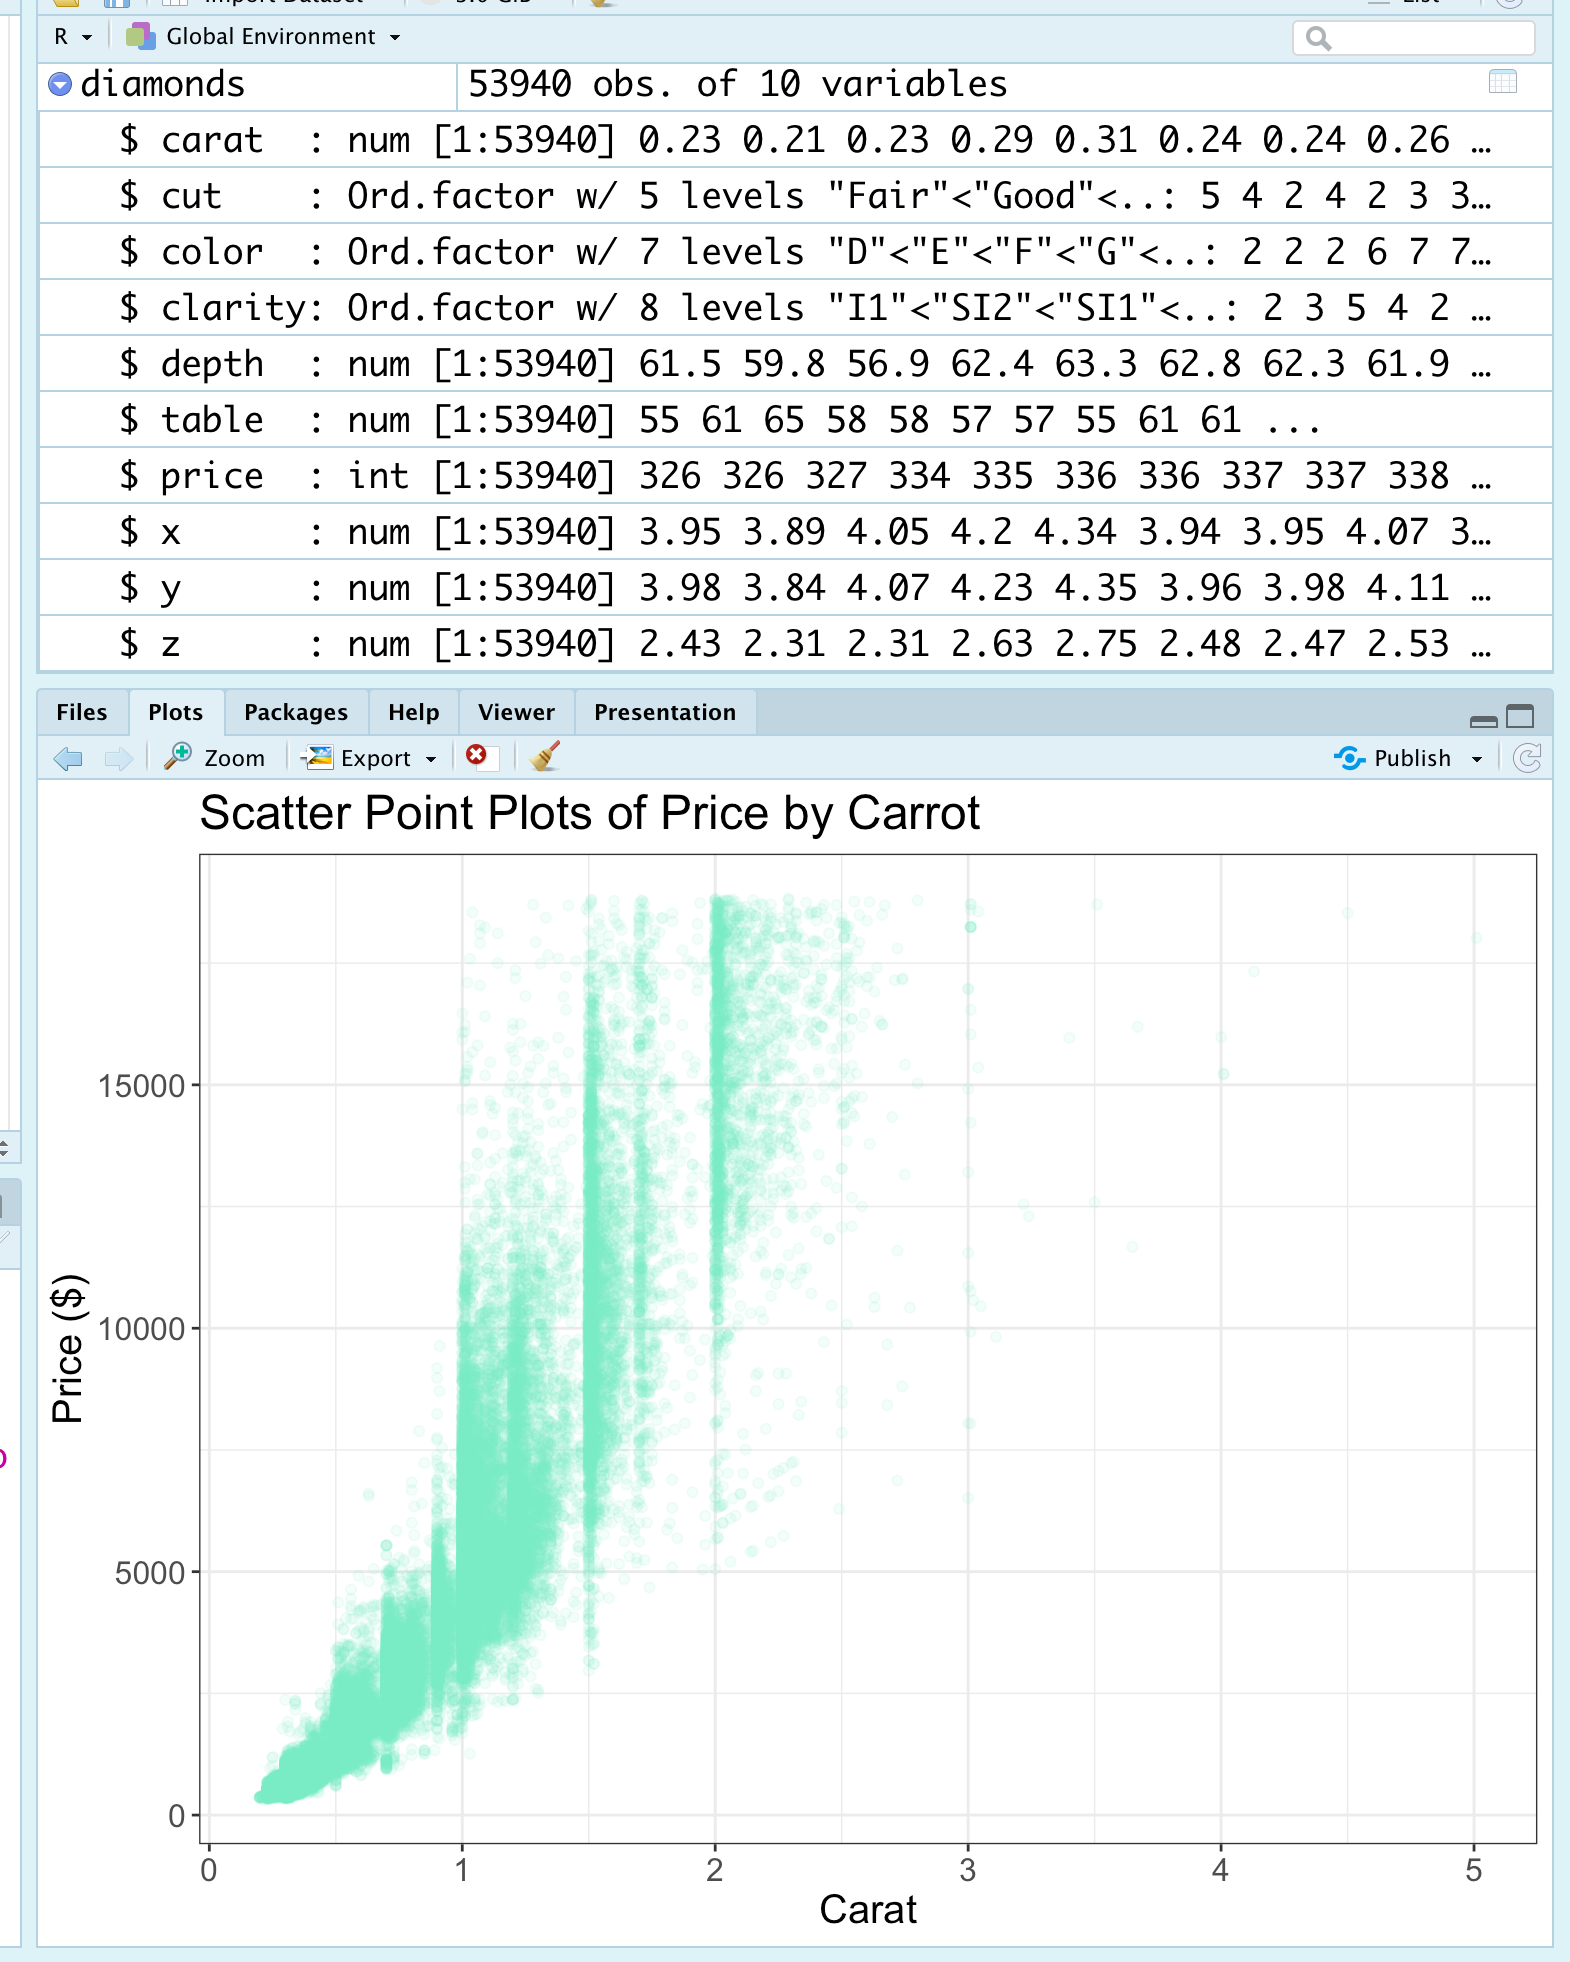 R Global Environment
diamonds 53940 obs. of 10 variables
$ carat : num [1:53940] 0.23 0.21 0.23 0.29 0.31 0.24 0.24 0.26 …
$ cut : Ord.factor w/ 5 levels "Fair"<"Good"<..: 5 4 2 4 2 3 3…
$ color : Ord.factor w/ 7 levels "D"<"E"<"F"<"G"<..: 2 2 2 6 7 7…
$ clarity: Ord.factor w/ 8 levels "I1"<"SI2"<"SI1"<..: 2 3 5 4 2 …
$ depth : num [1:53940] 61.5 59.8 56.9 62.4 63.3 62.8 62.3 61.9 …
$ table : num [1:53940] 55 61 65 58 58 57 57 55 61 61 ...
$ price : int [1:53940] 326 326 327 334 335 336 336 337 337 338 …
$ x : num [1:53940] 3.95 3.89 4.05 4.2 4.34 3.94 3.95 4.07 3…
$ y : num [1:53940] 3.98 3.84 4.07 4.23 4.35 3.96 3.98 4.11 …
$ z : num [1:53940] 2.43 2.31 2.31 2.63 2.75 2.48 2.47 2.53 …
Files Plots Packages Help Viewer Presentation
Zoom Export Publish
Scatter Point Plots of Price by Carrot
Price ($)
15000
10000
5000
0
0 1 2 3 4 5
Carat